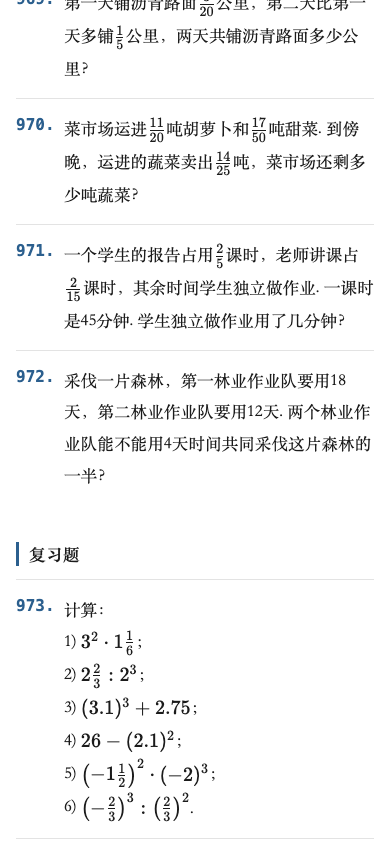 969. 第一天铺沥青路面 /20 公里, 第二天比第一
天多铺1/5公里, 两天共铺沥青路面多少公
里?
970. 菜市场运进11/20吨胡萝卜和17/50吨甜菜. 到傍
晚, 运进的蔬菜卖出14/25吨, 菜市场还剩多
少吨蔬菜?
971. 一个学生的报告占用2/5课时, 老师讲课占
2/15课时, 其余时间学生独立做作业. 一课时
是45分钟. 学生独立做作业用了几分钟?
972. 采伐一片森林, 第一林业作业队要用18
天, 第二林业作业队要用12天. 两个林业作
业队能不能用4天时间共同采伐这片森林的
一半?
复习题
973. 计算:
1) 3² · 1 1/6;
2) 2 2/3 : 2³;
3) (3.1)³ + 2.75;
4) 26 − (2.1)²;
5) (−1 1/2)² · (−2)³;
6) (−2/3)³ : (2/3)².